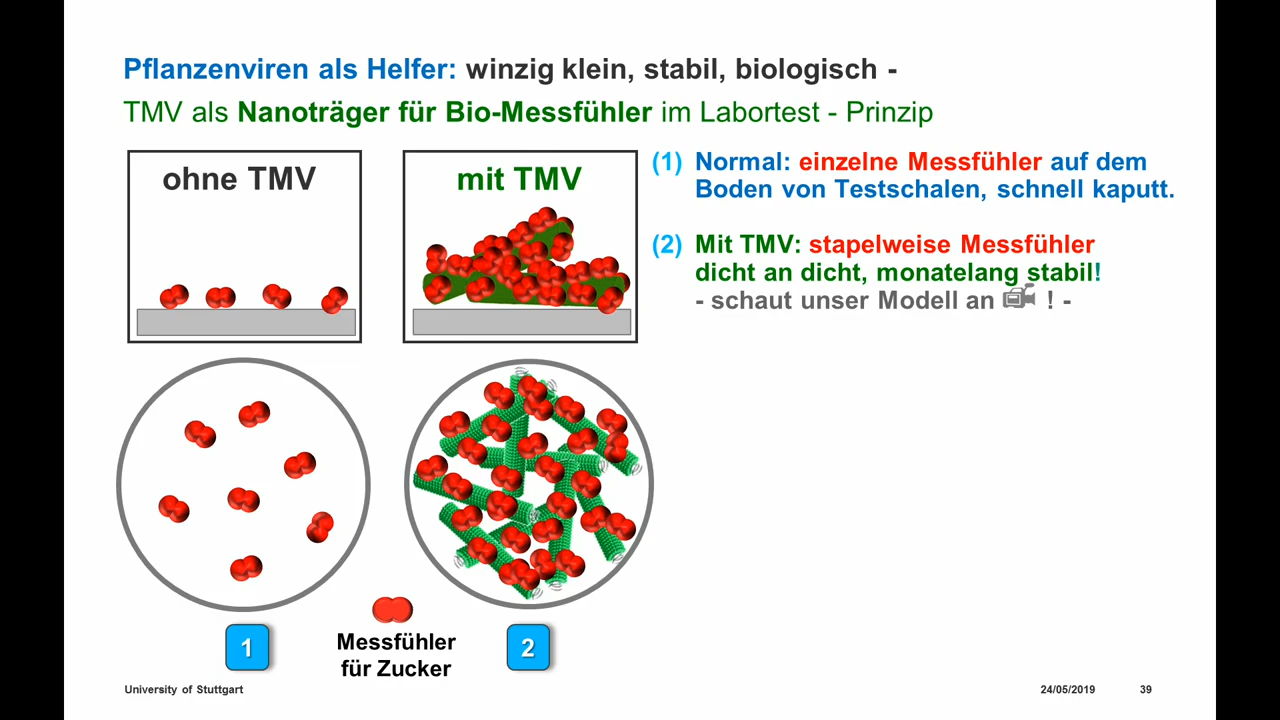 Pflanzenviren als Helfer: winzig klein, stabil, biologisch -
TMV als Nanoträger für Bio-Messfühler im Labortest - Prinzip
ohne TMV
mit TMV
(1) Normal: einzelne Messfühler auf dem
Boden von Testschalen, schnell kaputt.
(2) Mit TMV: stapelweise Messfühler
dicht an dicht, monatelang stabil!
- schaut unser Modell an ! -
1
Messfühler
für Zucker
2
University of Stuttgart
24/05/2019
39